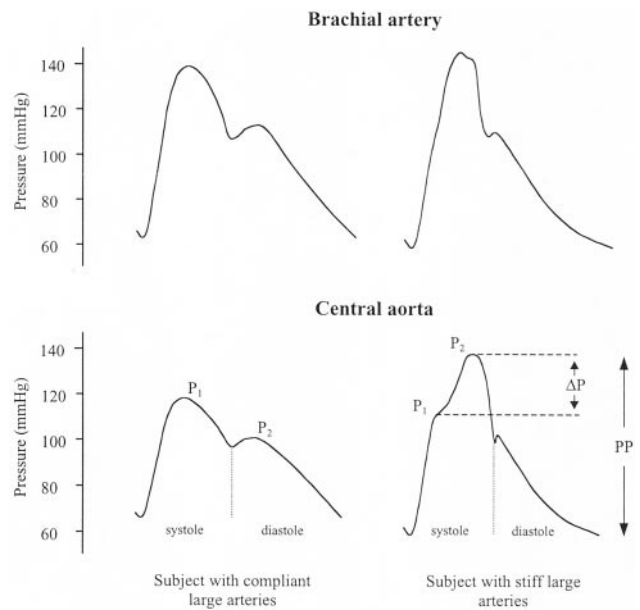 Brachial artery
Pressure (mmHg)
140
120
100
80
60
Central aorta
Pressure (mmHg)
140
120
100
80
60
P1
P2
systole
diastole
P2
P1
ΔP
PP
systole
diastole
Subject with compliant
large arteries
Subject with stiff large
arteries